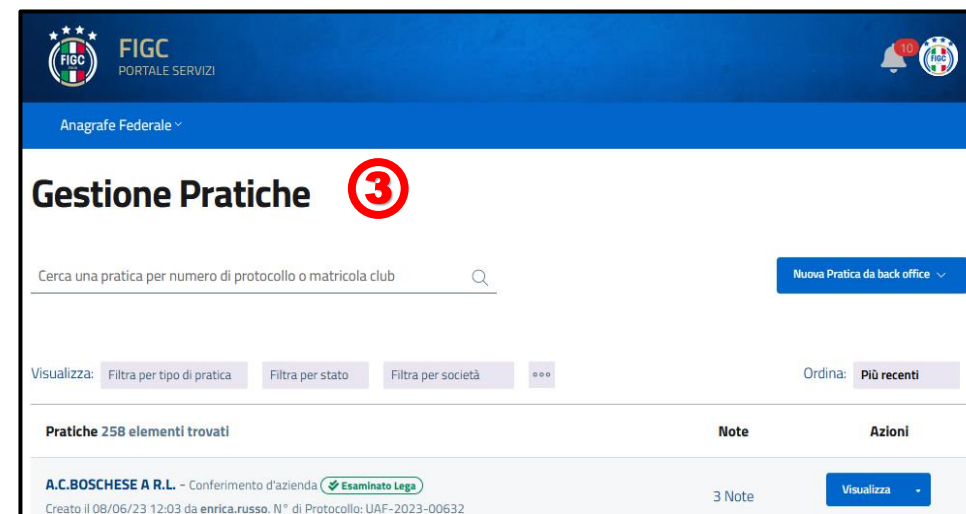 FIGC
PORTALE SERVIZI
10
Anagrafe Federale
Gestione Pratiche
3
Cerca una pratica per numero di protocollo o matricola club
Nuova Pratica da back office
Visualizza: Filtra per tipo di pratica Filtra per stato Filtra per società
Ordina: Più recenti
Pratiche 258 elementi trovati Note Azioni
A.C.BOSCHESE A R.L. - Conferimento d'azienda Esaminato Lega
3 Note Visualizza
Creato il 08/06/23 12:03 da enrica.russo. N° di Protocollo: UAF-2023-00632